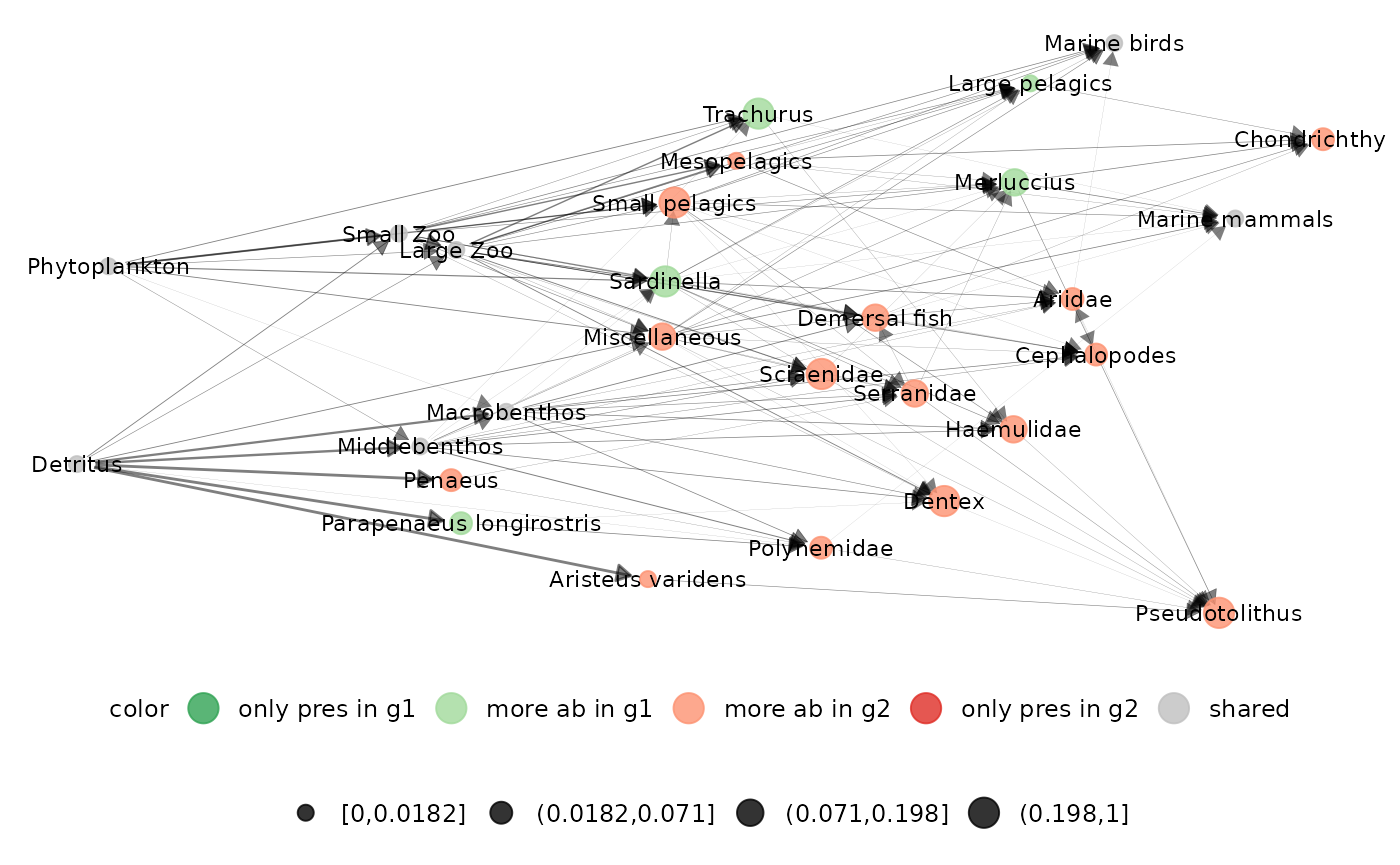 Marine birds
Large pelagics
Trachurus
Chondrichthy
Mesopelagics
Merluccius
Small pelagics
Marine mammals
Small Zoo
Large Zoo
Phytoplankton
Sardinella
Ariidae
Demersal fish
Miscellaneous
Cephalopodes
Sciaenidae
Serranidae
Macrobenthos
Haemulidae
Middlebenthos
Detritus
Penaeus
Dentex
Parapenaeus longirostris
Polynemidae
Aristeus varidens
Pseudotolithus
color only pres in g1 more ab in g1 more ab in g2 only pres in g2 shared
[0,0.0182] (0.0182,0.071] (0.071,0.198] (0.198,1]